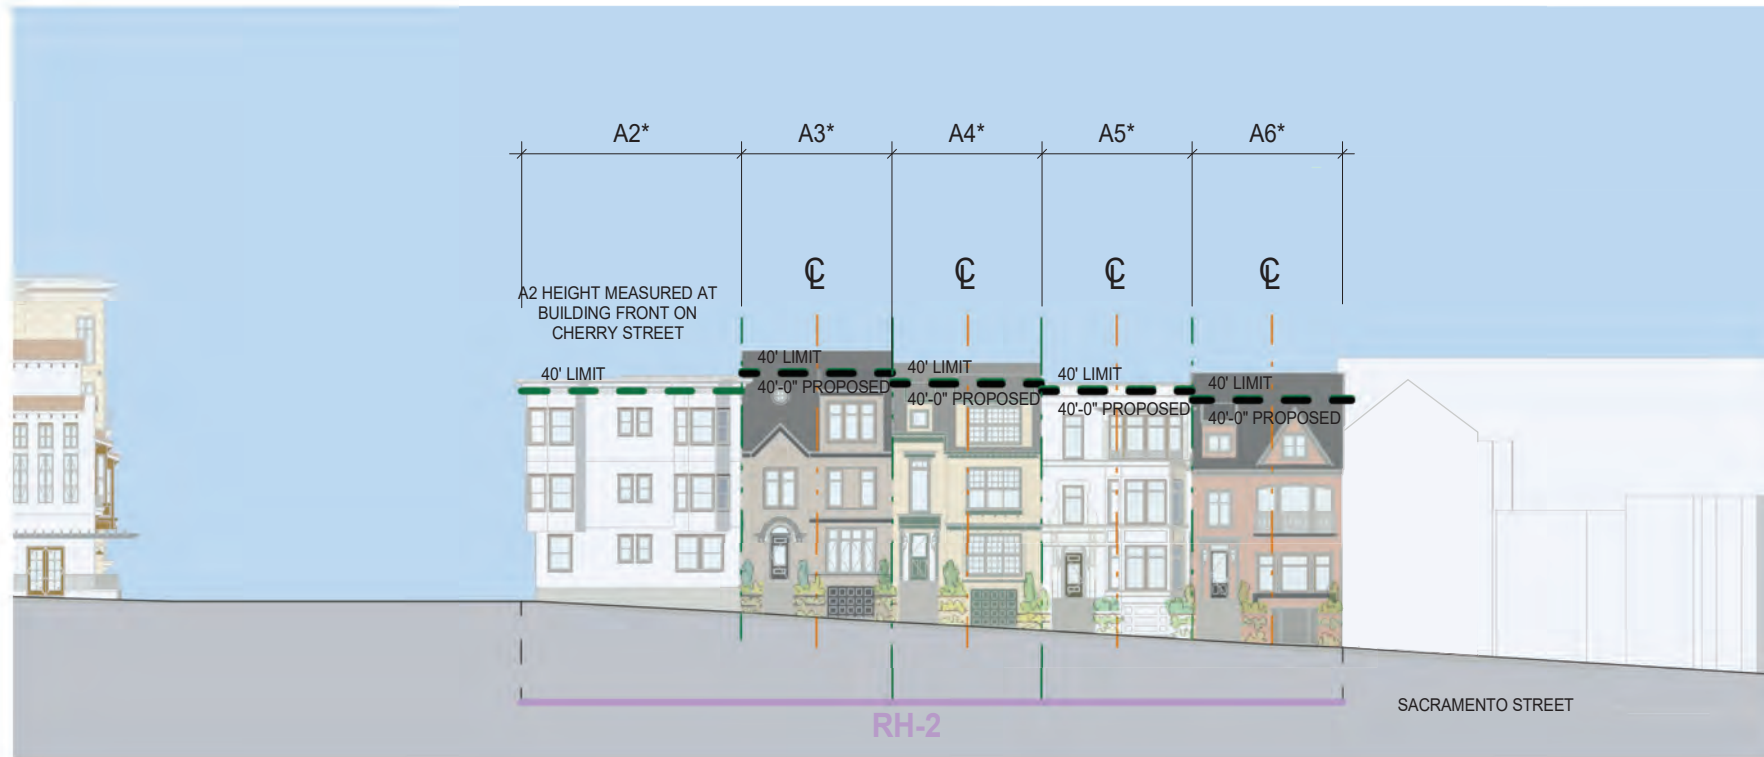 A2*
A3*
A4*
A5*
A6*
℄
℄
℄
℄
A2 HEIGHT MEASURED AT
BUILDING FRONT ON
CHERRY STREET
40' LIMIT
40' LIMIT
40'-0" PROPOSED
40' LIMIT
40'-0" PROPOSED
40' LIMIT
40'-0" PROPOSED
40' LIMIT
40'-0" PROPOSED
SACRAMENTO STREET
RH-2